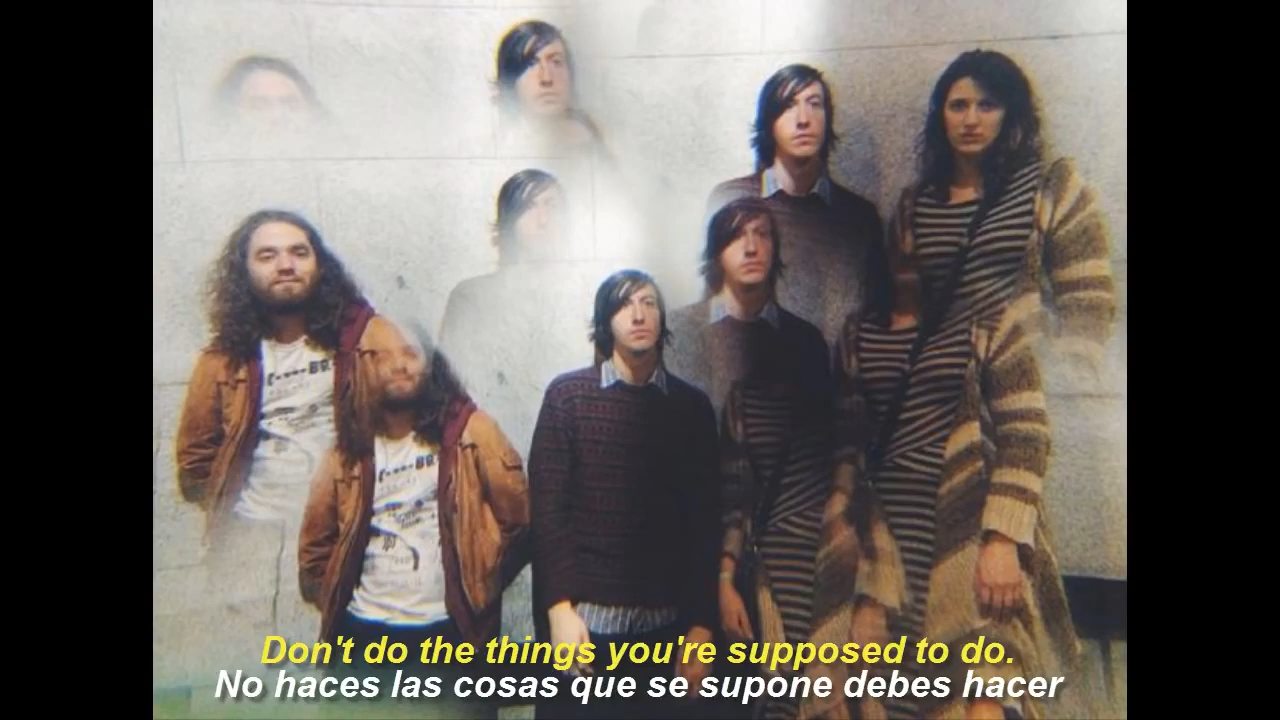 Don't do the things you're supposed to do.
No haces las cosas que se supone debes hacer